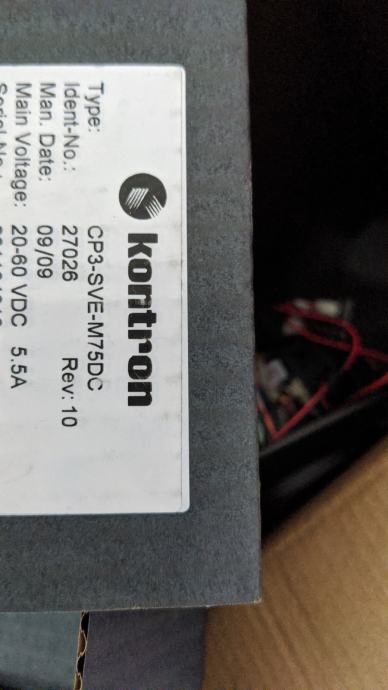 kontron
Type: CP3-SVE-M75DC
Ident-No.: 27026 Rev: 10
Man. Date: 09/09
Main Voltage: 20-60 VDC 5.5A